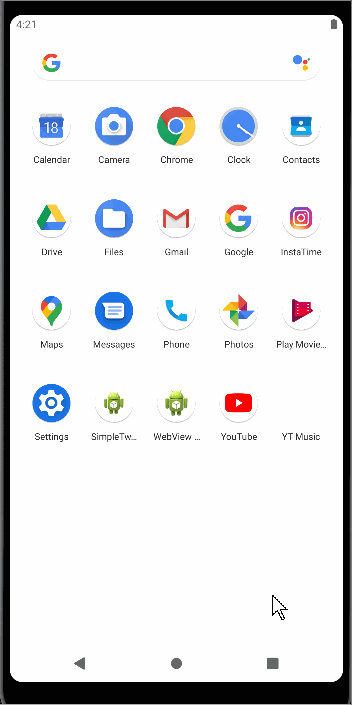 4:21
Calendar Camera Chrome Clock Contacts
Drive Files Gmail Google InstaTime
Maps Messages Phone Photos Play Movie...
Settings SimpleTw... WebView ... YouTube YT Music